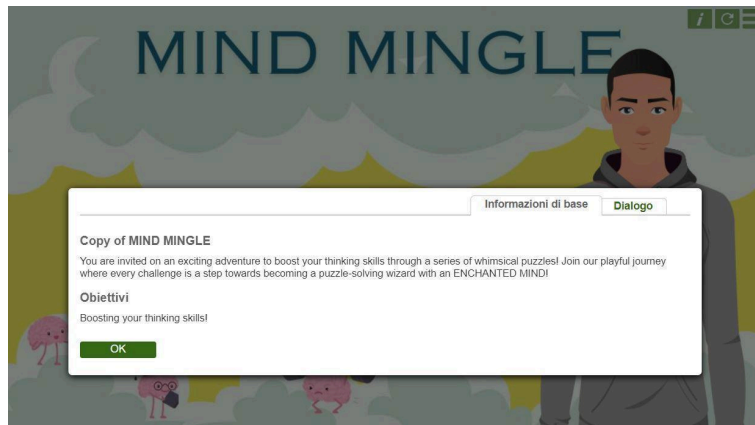 MIND MINGLE
Informazioni di base
Dialogo
Copy of MIND MINGLE
You are invited on an exciting adventure to boost your thinking skills through a series of whimsical puzzles! Join our playful journey
where every challenge is a step towards becoming a puzzle-solving wizard with an ENCHANTED MIND!
Obiettivi
Boosting your thinking skills!
OK